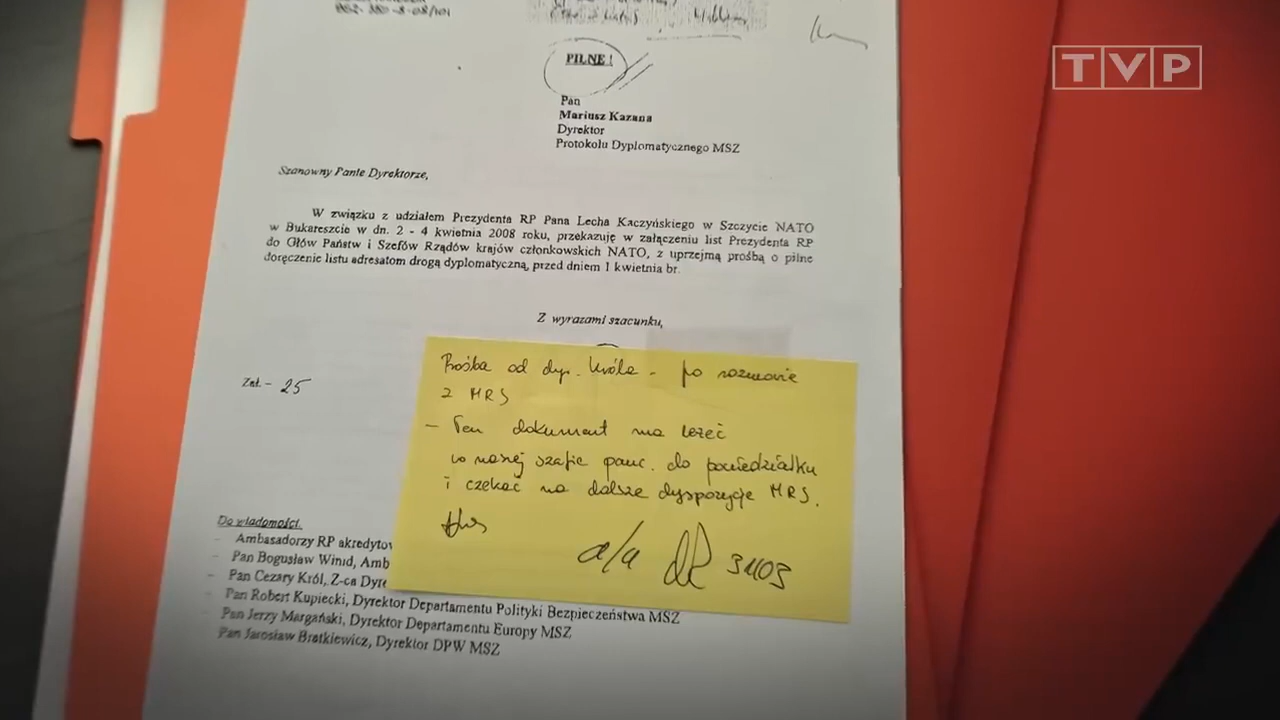 TVP
PILNE !
Pan
Mariusz Kazana
Dyrektor
Protokołu Dyplomatycznego MSZ
Szanowny Panie Dyrektorze,
W związku z udziałem Prezydenta RP Pana Lecha Kaczyńskiego w Szczycie NATO
w Bukareszcie w dn. 2 - 4 kwietnia 2008 roku, przekazuję w załączeniu list Prezydenta RP
do Głów Państw i Szefów Rządów krajów członkowskich NATO, z uprzejmą prośbą o pilne
doręczenie listu adresatom drogą dyplomatyczną, przed dniem 1 kwietnia br.
Z wyrazami szacunku,
Zał. - 25
Prośba od dyr. Króla - po rozmowie
z MRS
- Ten dokument ma leżeć
w naszej szafie panc. do poniedziałku
i czekać na dalsze dyspozycje MRS.
a/a 31/03
Do wiadomości:
- Ambasadorzy RP akredytow
- Pan Bogusław Winid, Amb
- Pan Cezary Król, Z-ca Dyre
- Pan Robert Kupiecki, Dyrektor Departamentu Polityki Bezpieczeństwa MSZ
- Pan Jerzy Margański, Dyrektor Departamentu Europy MSZ
- Pan Jarosław Bratkiewicz, Dyrektor DPW MSZ